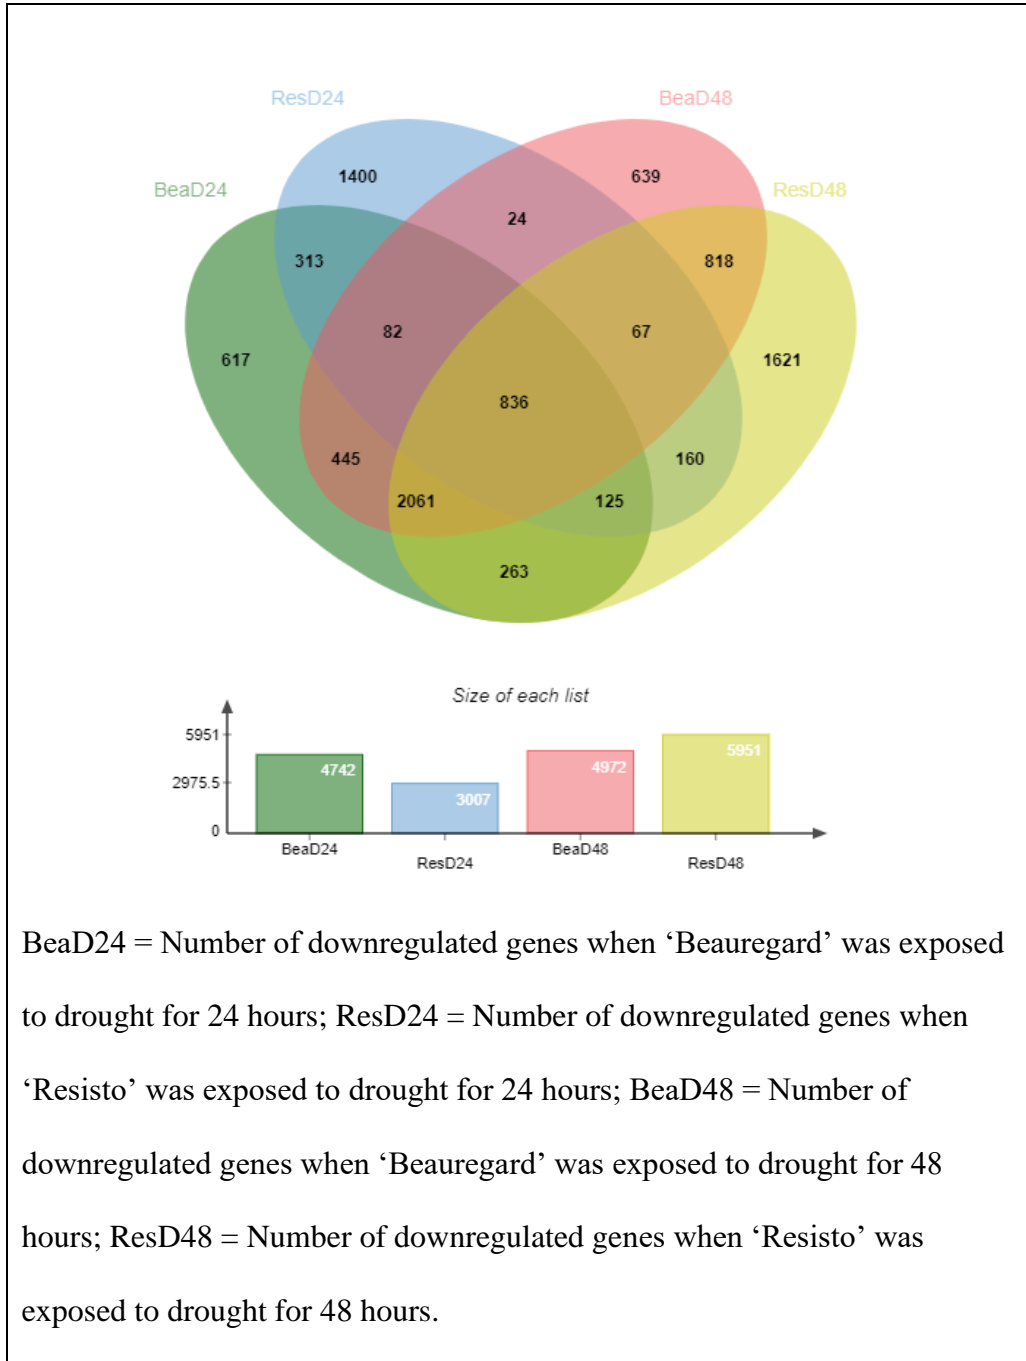 ResD24
BeaD48
BeaD24
ResD48
1400
639
24
313
818
82
67
617
1621
836
445
160
2061
125
263
Size of each list
5951
2975.5
0
4742
3007
4972
5951
BeaD24
ResD24
BeaD48
ResD48
BeaD24 = Number of downregulated genes when ‘Beauregard’ was exposed
to drought for 24 hours; ResD24 = Number of downregulated genes when
‘Resisto’ was exposed to drought for 24 hours; BeaD48 = Number of
downregulated genes when ‘Beauregard’ was exposed to drought for 48
hours; ResD48 = Number of downregulated genes when ‘Resisto’ was
exposed to drought for 48 hours.